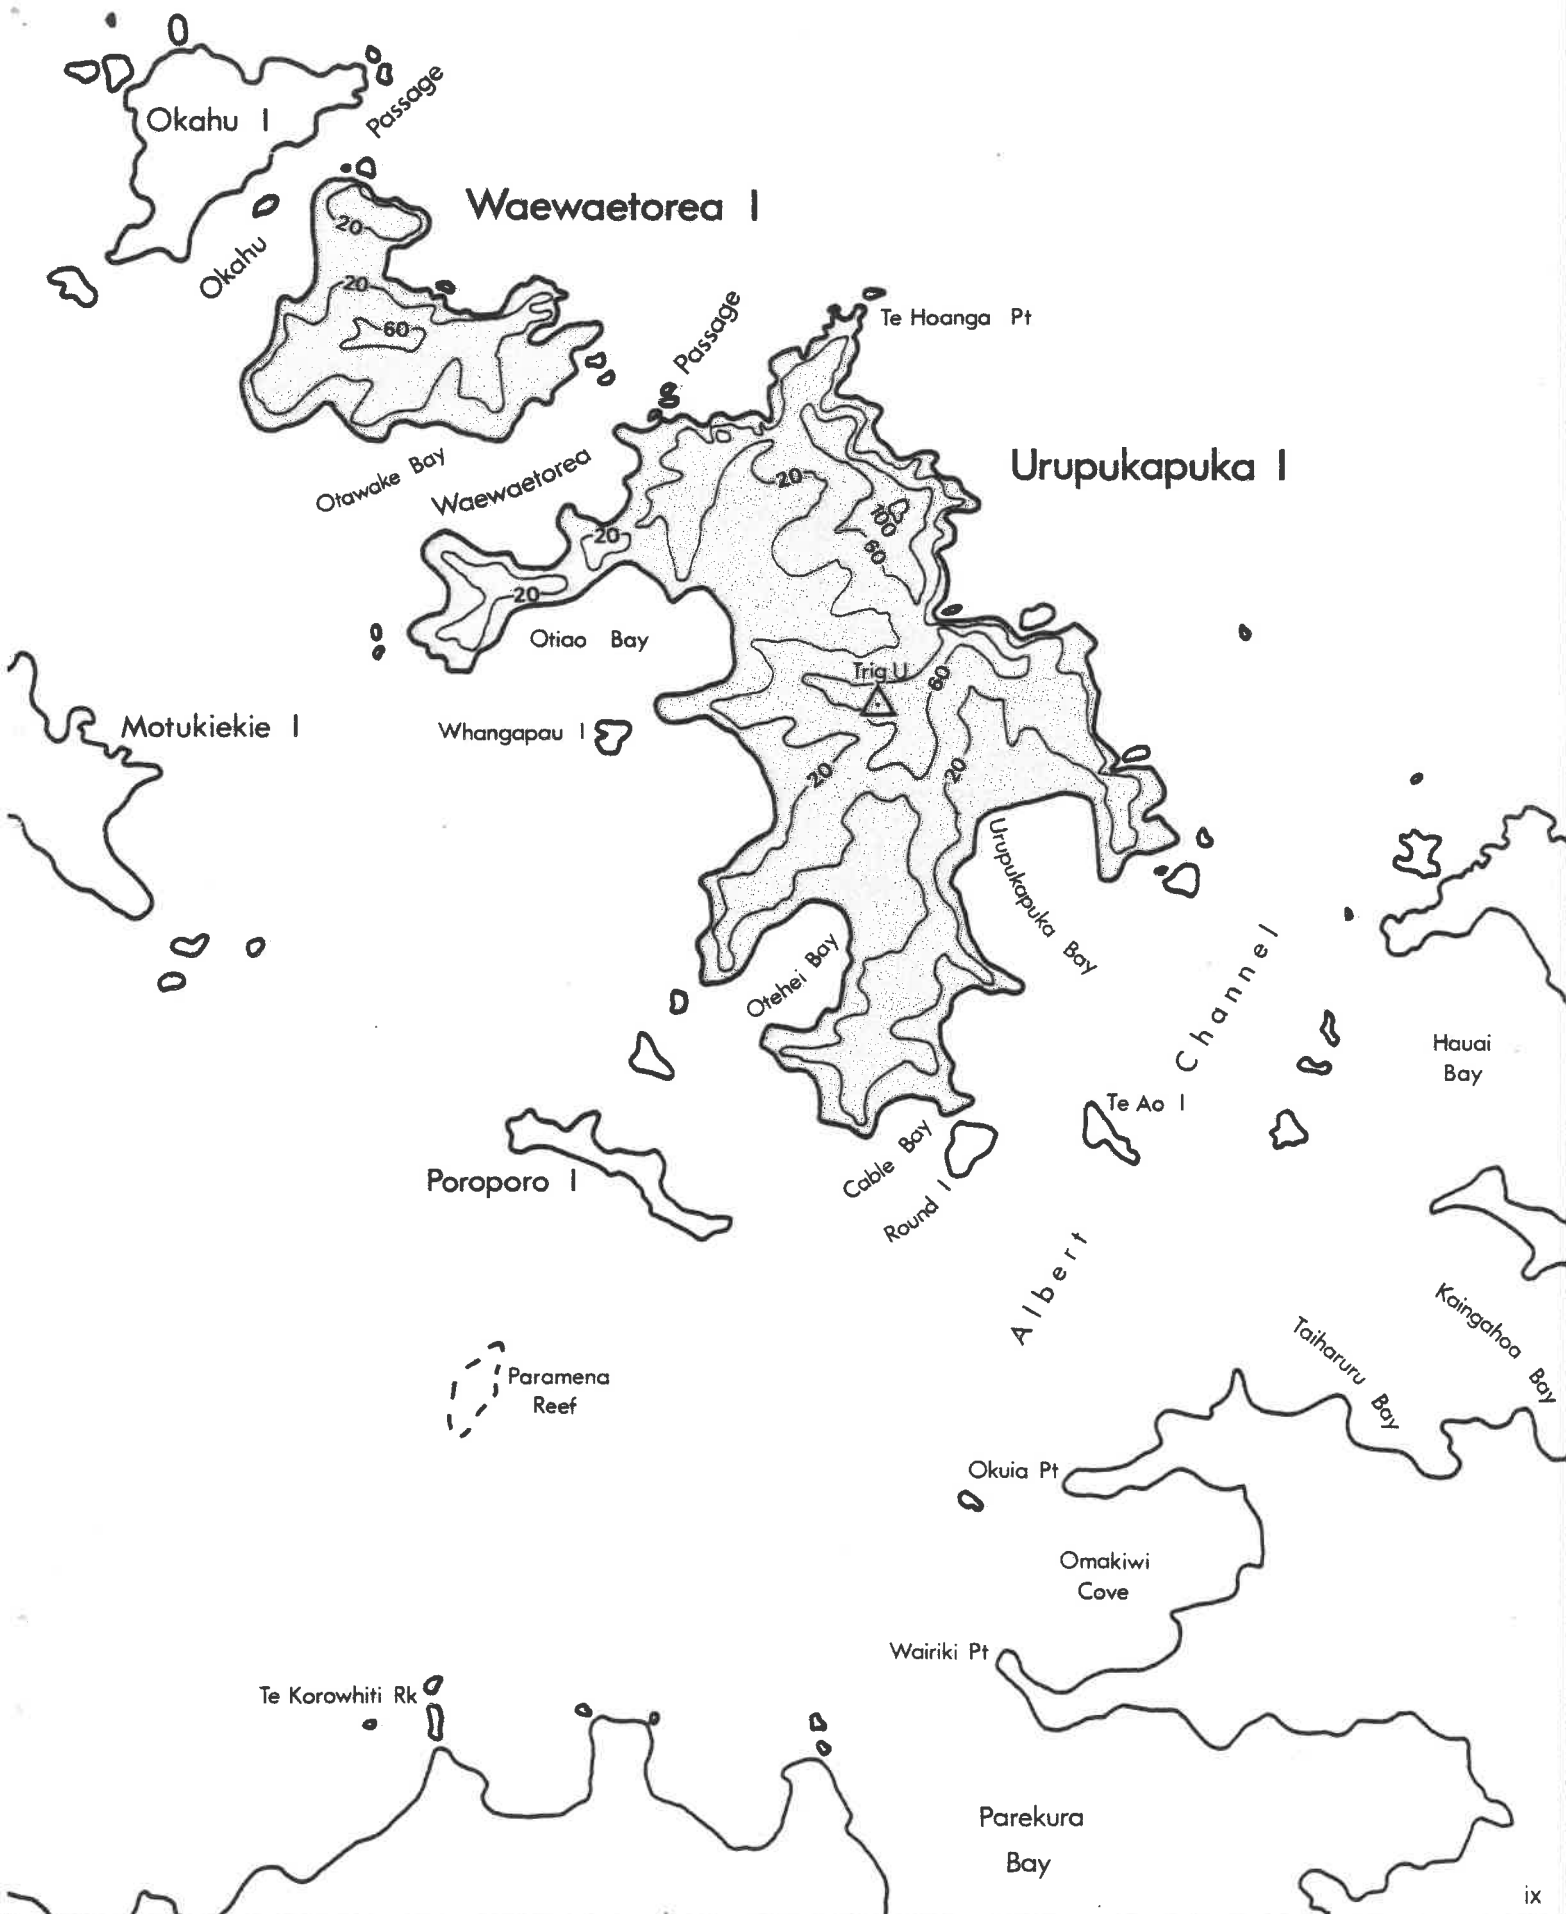 Okahu I
Passage
Okahu
Waewaetorea I
20
20
60
Passage
Waewaetorea
Te Hoanga Pt
Otawake Bay
Urupukapuka I
20
100
60
20
20
Otiao Bay
Trig U
60
Motukiekie I
Whangapau I
20
20
Urupukapuka Bay
Otehei Bay
Channel
Albert
Hauai
Bay
Te Ao I
Cable Bay
Round I
Poroporo I
Kaingahoa Bay
Taiharuru Bay
Paramena
Reef
Okuia Pt
Omakiwi
Cove
Wairiki Pt
Te Korowhiti Rk
Parekura
Bay
ix